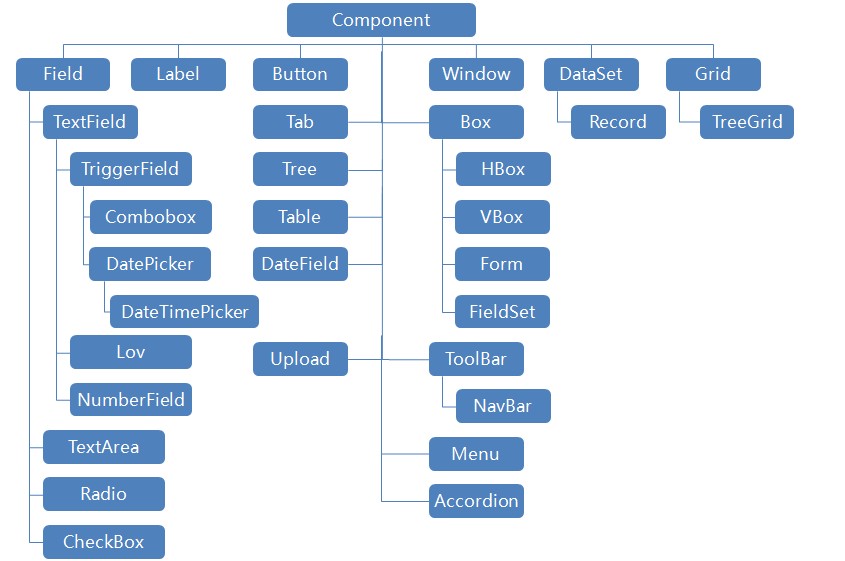 Component
Field
Label
Button
Window
DataSet
Grid
TextField
Tab
Box
Record
TreeGrid
TriggerField
Tree
HBox
Combobox
Table
VBox
DatePicker
DateField
Form
DateTimePicker
FieldSet
Lov
Upload
ToolBar
NumberField
NavBar
TextArea
Menu
Radio
Accordion
CheckBox